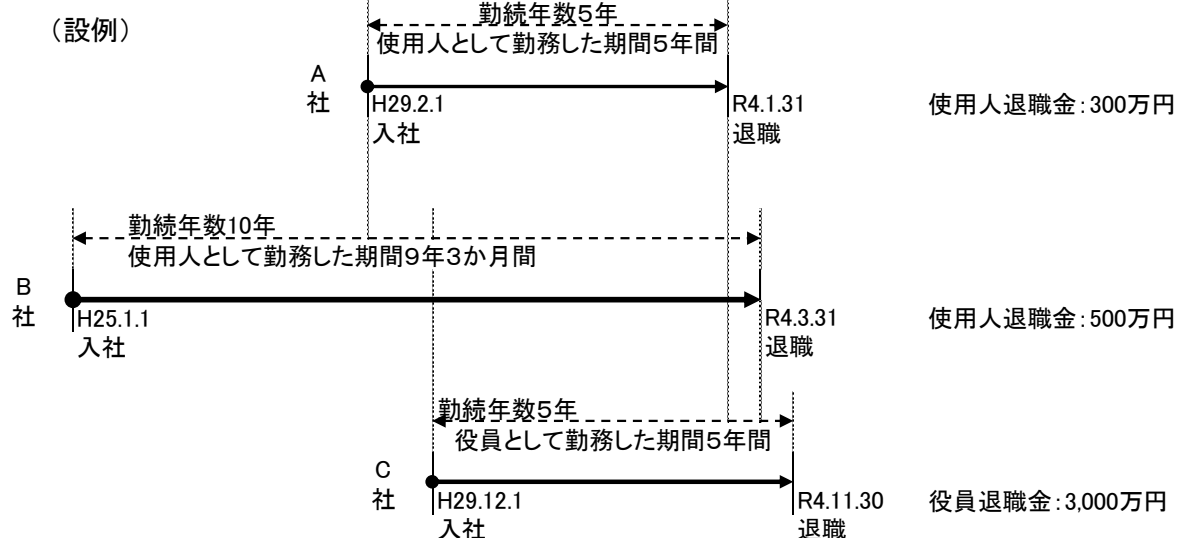 (設例)
勤続年数5年
使用人として勤務した期間5年間
A
社
H29.2.1
入社
R4.1.31
退職
使用人退職金:300万円
勤続年数10年
使用人として勤務した期間9年3か月間
B
社
H25.1.1
入社
R4.3.31
退職
使用人退職金:500万円
勤続年数5年
役員として勤務した期間5年間
C
社
H29.12.1
入社
R4.11.30
退職
役員退職金:3,000万円